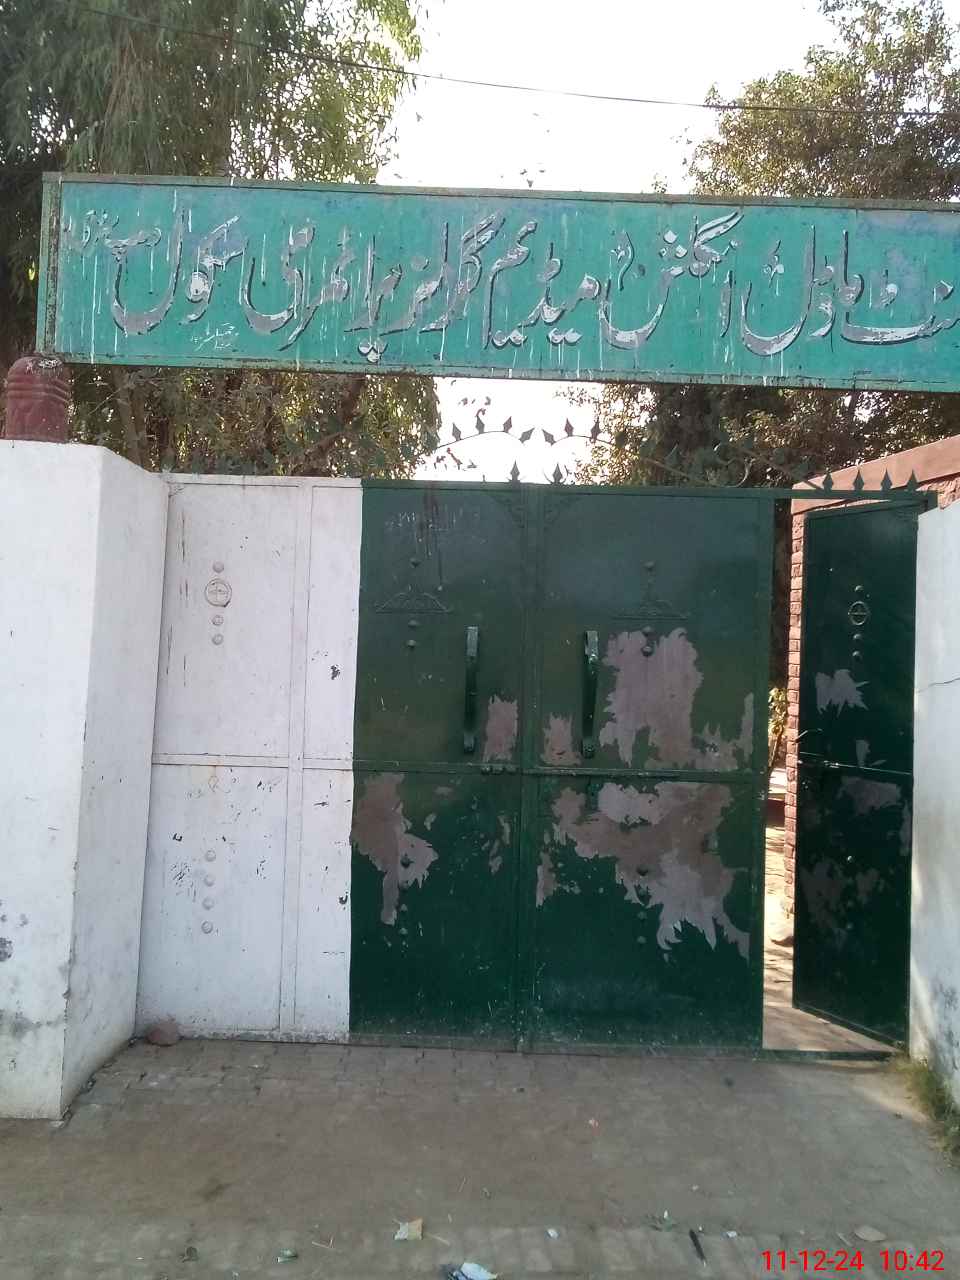 ماڈل انگلش میڈیم گرلز پرائمری سکول
11-12-24 10:42